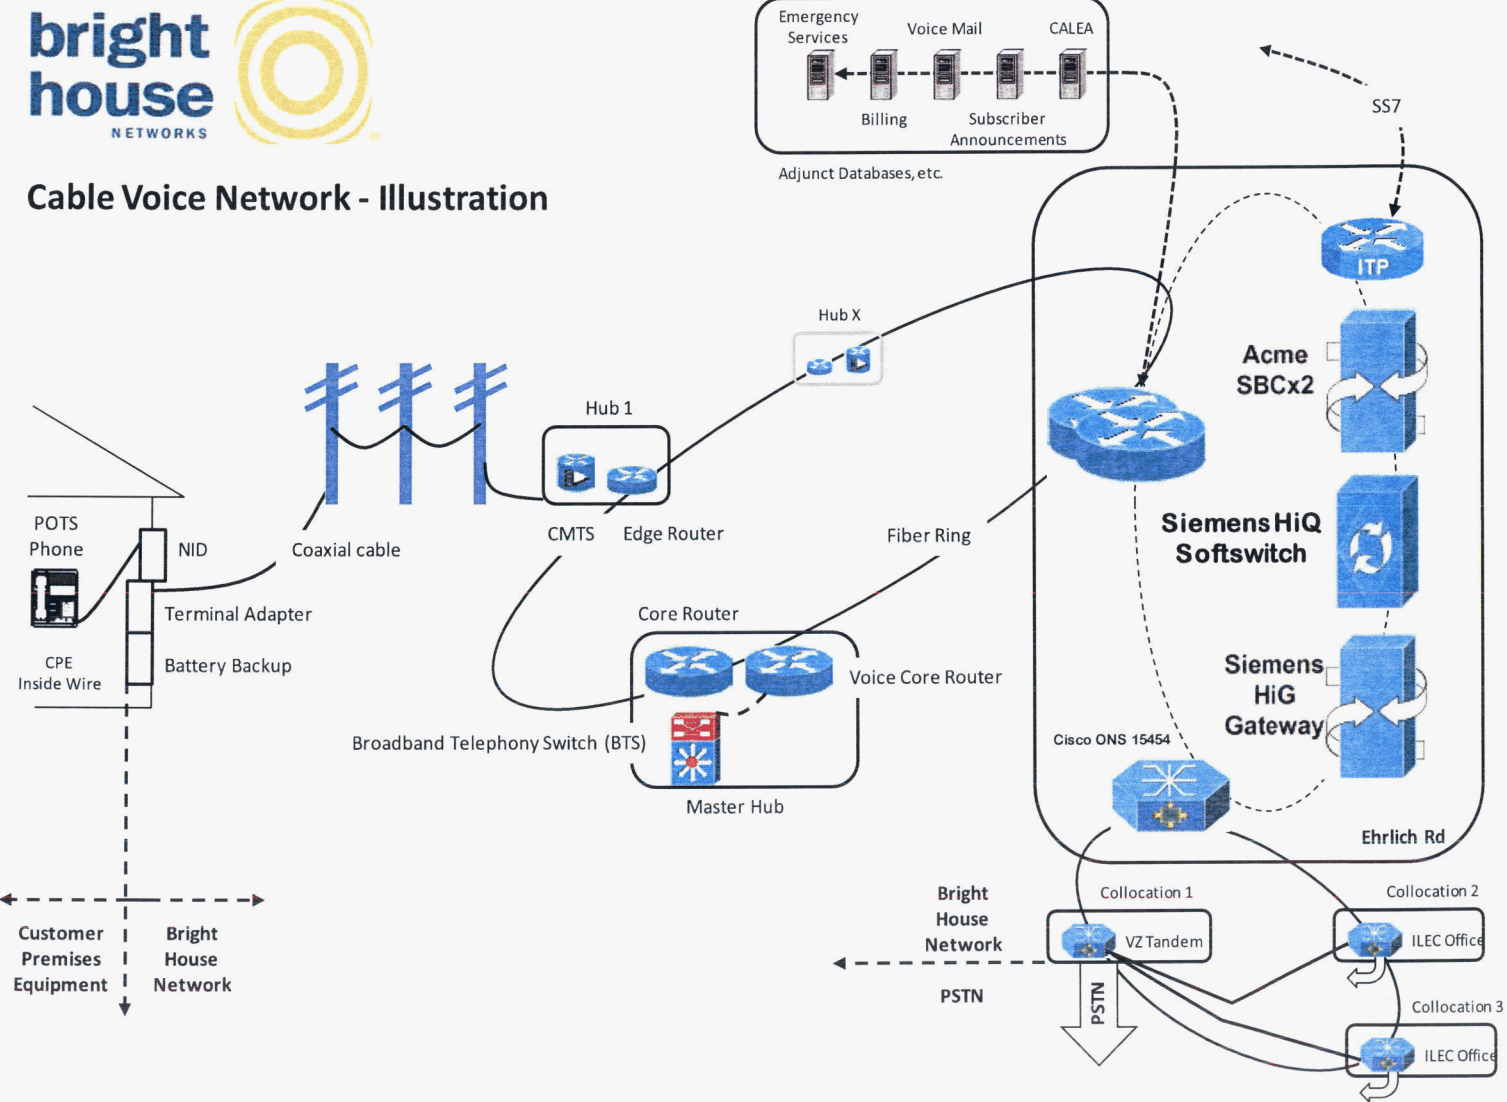 bright
house
NETWORKS
Cable Voice Network - Illustration
Emergency
Services
Voice Mail
CALEA
Billing
Subscriber
Announcements
Adjunct Databases, etc.
SS7
ITP
Acme
SBCx2
Siemens HiQ
Softswitch
Siemens
HiG
Gateway
Cisco ONS 15454
Ehrlich Rd
Hub X
Hub 1
CMTS
Edge Router
Fiber Ring
Coaxial cable
POTS
Phone
NID
Terminal Adapter
Battery Backup
CPE
Inside Wire
Core Router
Voice Core Router
Broadband Telephony Switch (BTS)
Master Hub
Customer
Premises
Equipment
Bright
House
Network
Bright
House
Network
PSTN
Collocation 1
VZ Tandem
PSTN
Collocation 2
ILEC Office
Collocation 3
ILEC Office